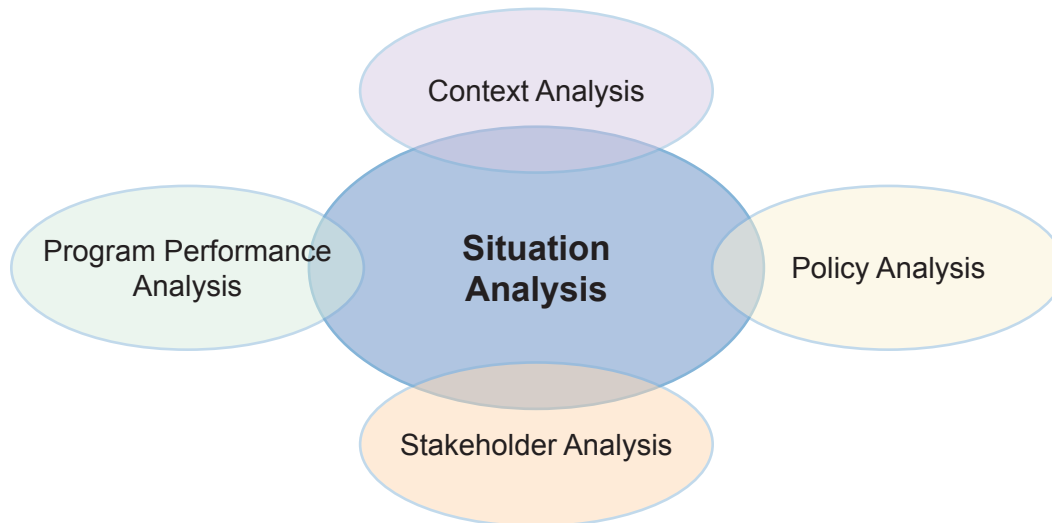 Context Analysis
Program Performance
Analysis
Situation
Analysis
Policy Analysis
Stakeholder Analysis